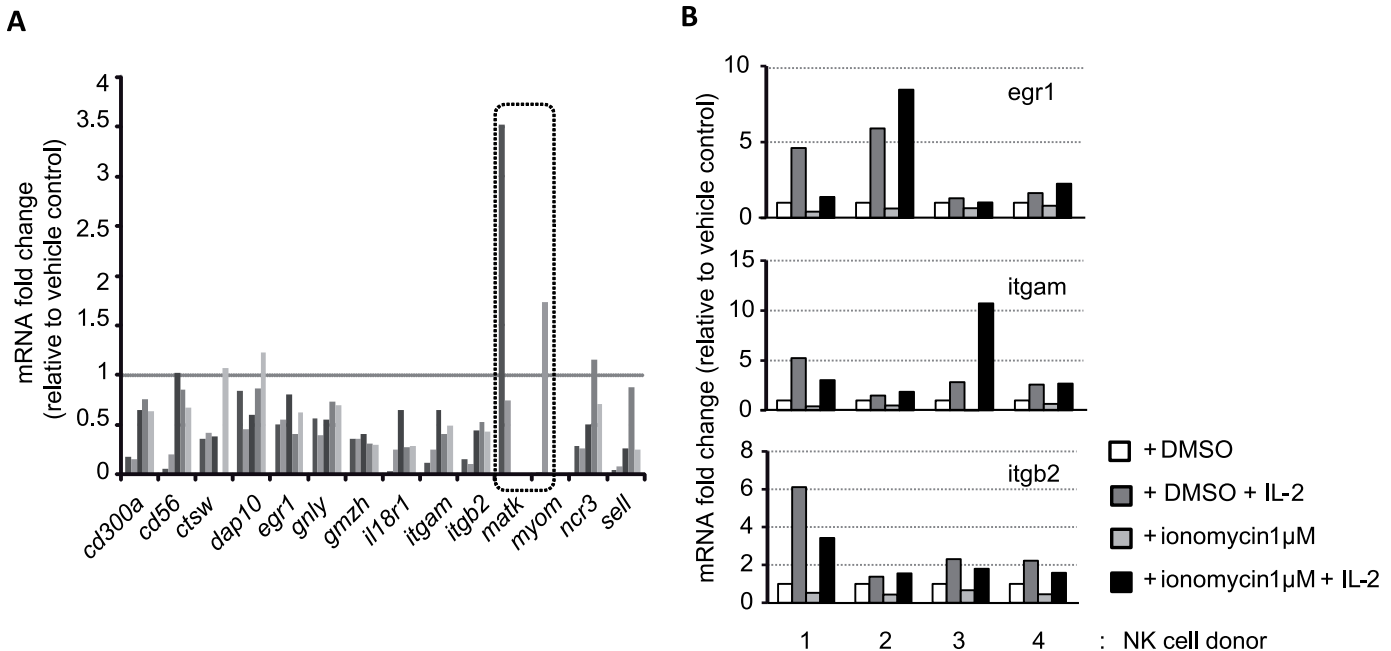 A
mRNA fold change
(relative to vehicle control)
4
3.5
3
2.5
2
1.5
1
0.5
0
cd300a
cd56
ctsw
dap10
egr1
gnly
gmzh
il18r1
itgam
itgb2
matk
myom
ncr3
sell
B
mRNA fold change (relative to vehicle control)
10
5
0
egr1
15
10
5
0
itgam
8
6
4
2
0
itgb2
1 2 3 4 : NK cell donor
+ DMSO
+ DMSO + IL-2
+ ionomycin1µM
+ ionomycin1µM + IL-2